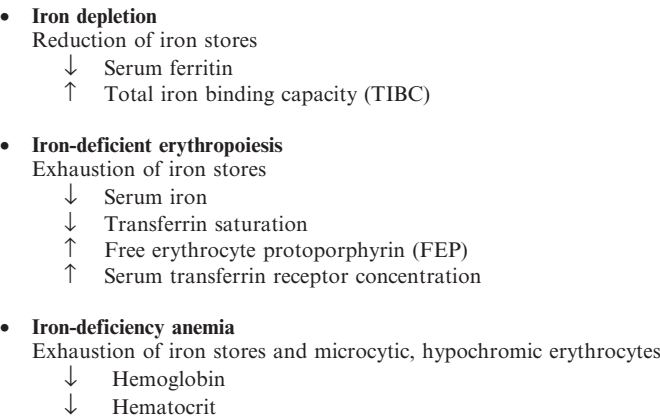 • Iron depletion
Reduction of iron stores
↓ Serum ferritin
↑ Total iron binding capacity (TIBC)
• Iron-deficient erythropoiesis
Exhaustion of iron stores
↓ Serum iron
↓ Transferrin saturation
↑ Free erythrocyte protoporphyrin (FEP)
↑ Serum transferrin receptor concentration
• Iron-deficiency anemia
Exhaustion of iron stores and microcytic, hypochromic erythrocytes
↓ Hemoglobin
↓ Hematocrit